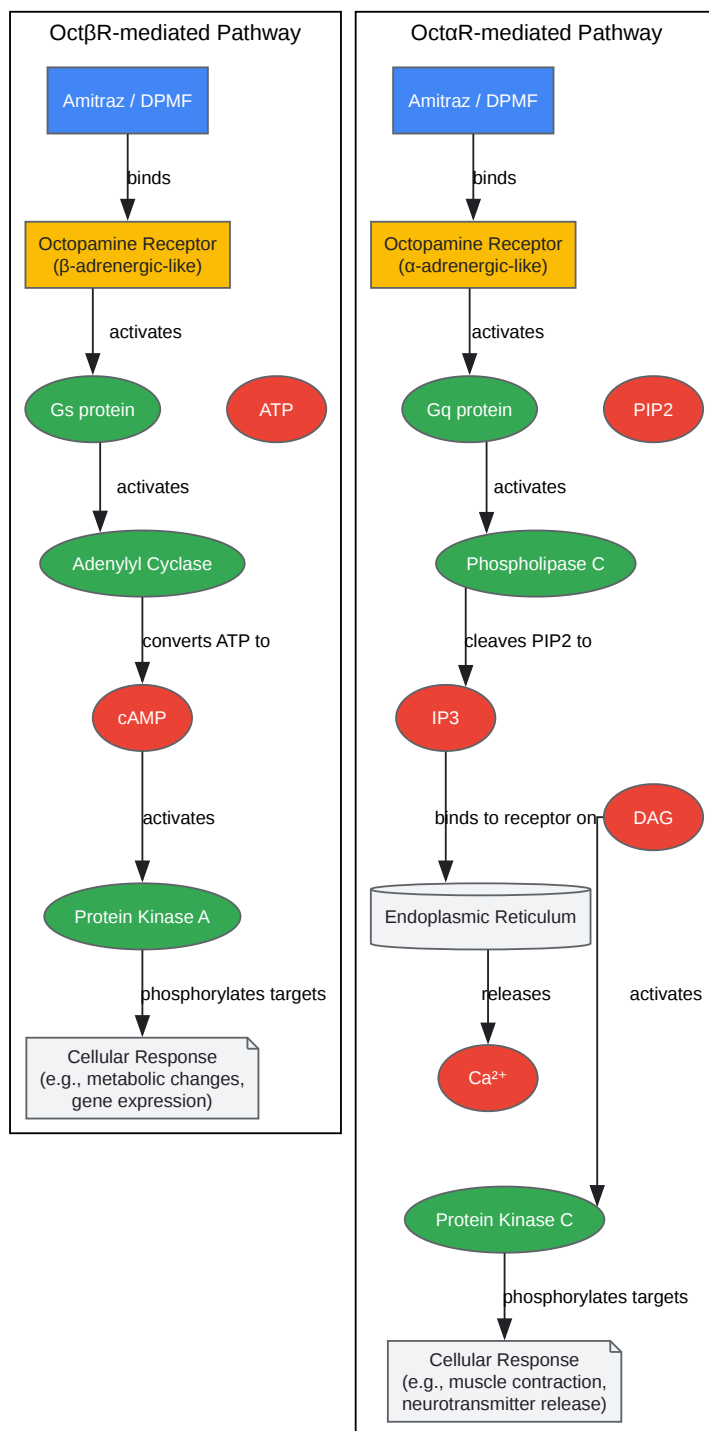 OctβR-mediated Pathway
Amitraz / DPMF
binds
Octopamine Receptor
(β-adrenergic-like)
activates
Gs protein
ATP
activates
Adenylyl Cyclase
converts ATP to
cAMP
activates
Protein Kinase A
phosphorylates targets
Cellular Response
(e.g., metabolic changes,
gene expression)
OctαR-mediated Pathway
Amitraz / DPMF
binds
Octopamine Receptor
(α-adrenergic-like)
activates
Gq protein
PIP2
activates
Phospholipase C
cleaves PIP2 to
IP3
binds to receptor on
DAG
Endoplasmic Reticulum
releases
activates
Ca²⁺
Protein Kinase C
phosphorylates targets
Cellular Response
(e.g., muscle contraction,
neurotransmitter release)